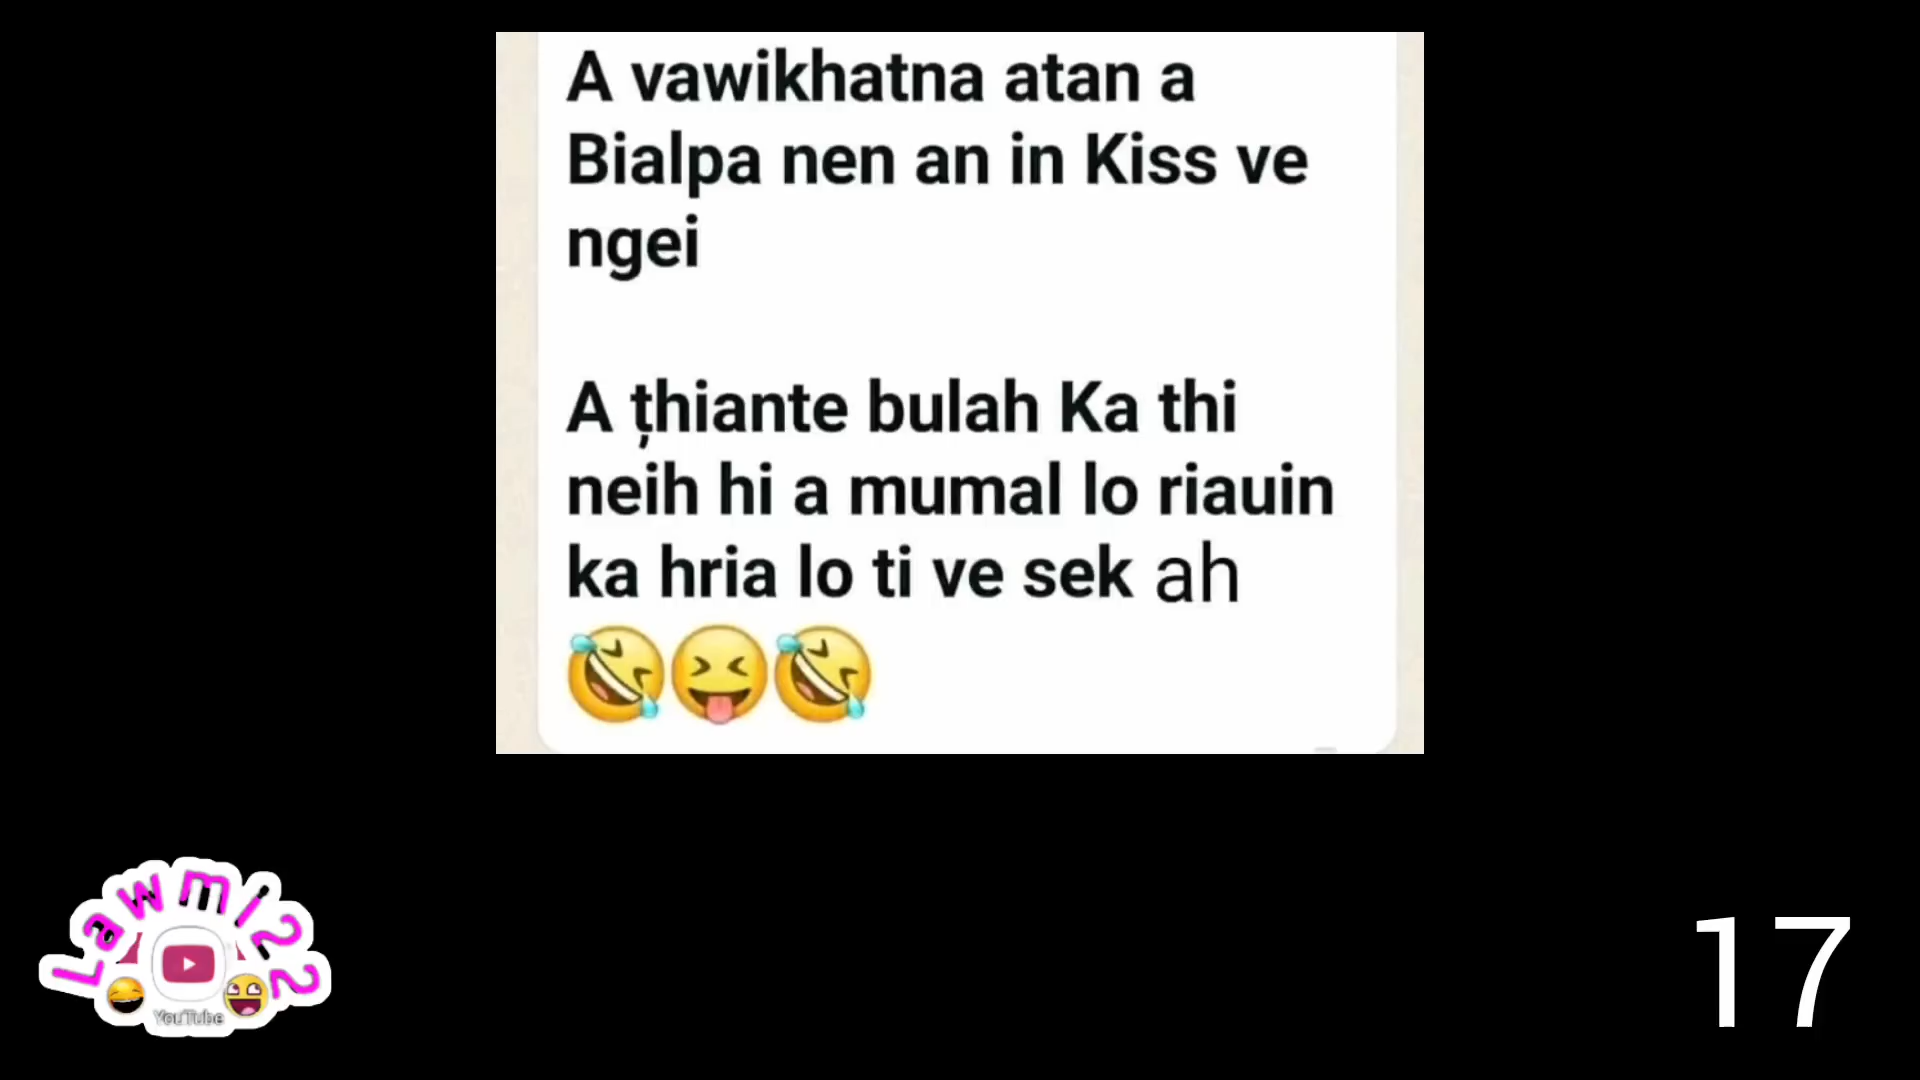 A vawikhatna atan a
Bialpa nen an in Kiss ve
ngei
A țhiante bulah Ka thi
neih hi a mumal lo riauin
ka hria lo ti ve sek ah
🤣😝🤣
Lawmi22
YouTube
17